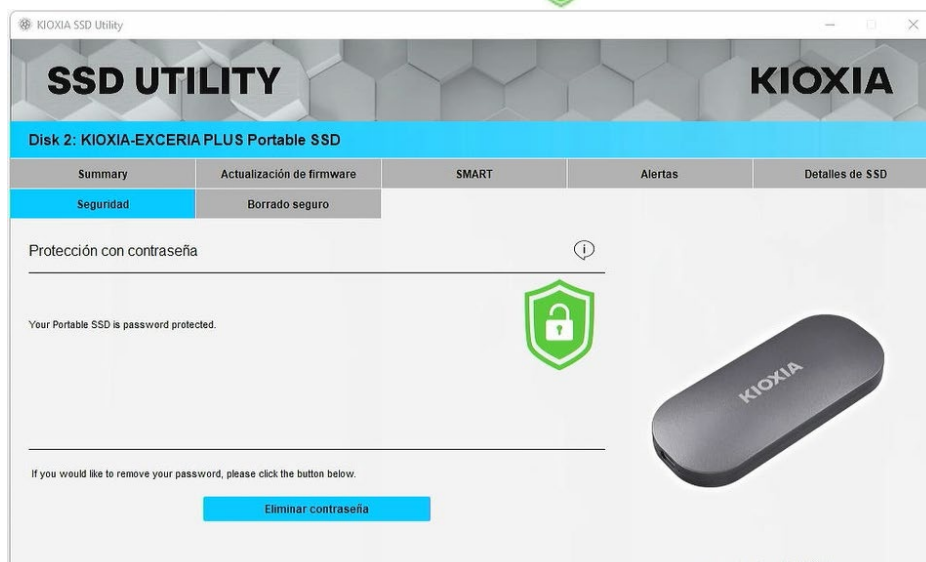 KIOXIA SSD Utility
SSD UTILITY
KIOXIA
Disk 2: KIOXIA-EXCERIA PLUS Portable SSD
Summary
Actualización de firmware
SMART
Alertas
Detalles de SSD
Seguridad
Borrado seguro
Protección con contraseña
i
Your Portable SSD is password protected.
KIOXIA
If you would like to remove your password, please click the button below.
Eliminar contraseña